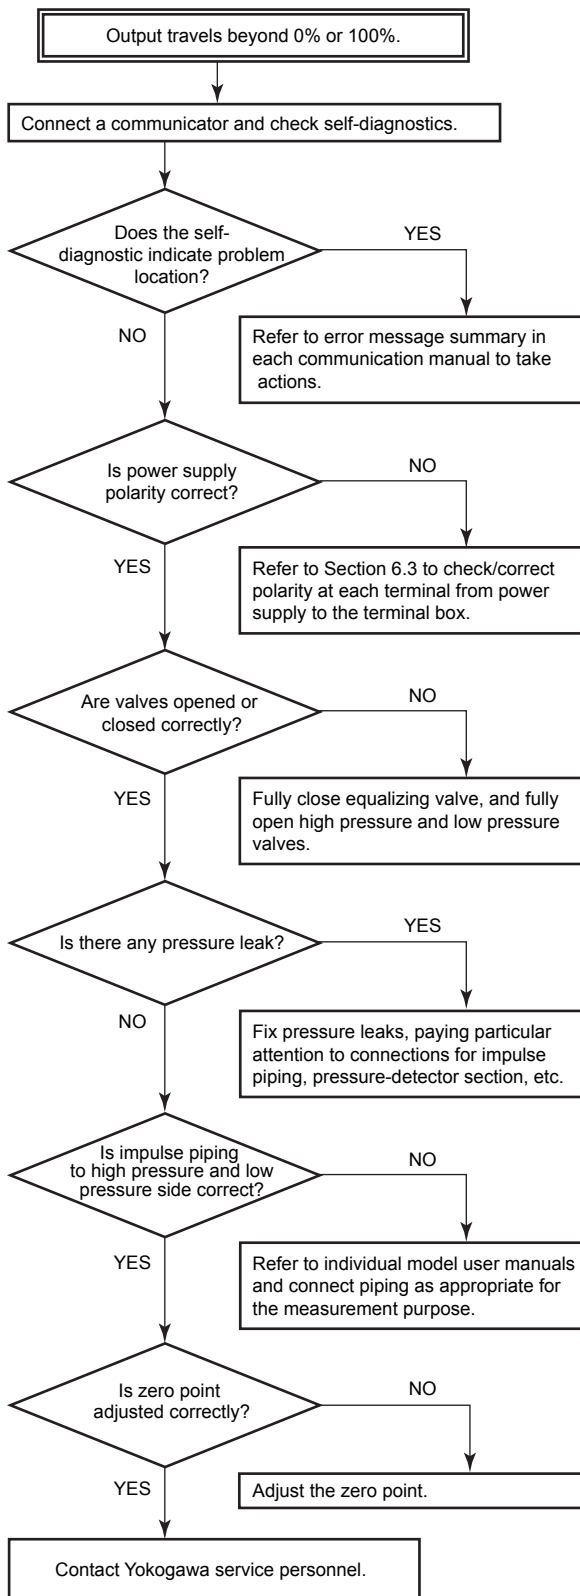 Output travels beyond 0% or 100%.
Connect a communicator and check self-diagnostics.
Does the self-
diagnostic indicate problem
location?
YES
NO
Refer to error message summary in
each communication manual to take
actions.
Is power supply
polarity correct?
NO
YES
Refer to Section 6.3 to check/correct
polarity at each terminal from power
supply to the terminal box.
Are valves opened or
closed correctly?
NO
YES
Fully close equalizing valve, and fully
open high pressure and low pressure
valves.
Is there any pressure leak?
YES
NO
Fix pressure leaks, paying particular
attention to connections for impulse
piping, pressure-detector section, etc.
Is impulse piping
to high pressure and low
pressure side correct?
NO
YES
Refer to individual model user manuals
and connect piping as appropriate for
the measurement purpose.
Is zero point
adjusted correctly?
NO
YES
Adjust the zero point.
Contact Yokogawa service personnel.